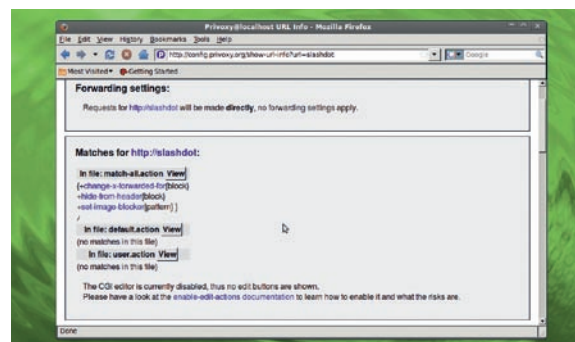 Privoxy@localhost URL Info - Mozilla Firefox
File Edit View History Bookmarks Tools Help
http://config.privoxy.org/show-url-info?url=slashdot
Google
Most Visited
Getting Started
Forwarding settings:
Requests for http://slashdot will be made directly, no forwarding settings apply.
Matches for http://slashdot:
In file: match-all.action View
{+change-x-forwarded-for{block}
+hide-from-header{block}
+set-image-blocker{pattern} }
/
In file: default.action View
(no matches in this file)
In file: user.action View
(no matches in this file)
The CGI editor is currently disabled, thus no edit buttons are shown.
Please have a look at the enable-edit-actions documentation to learn how to enable it and what the risks are.
Done